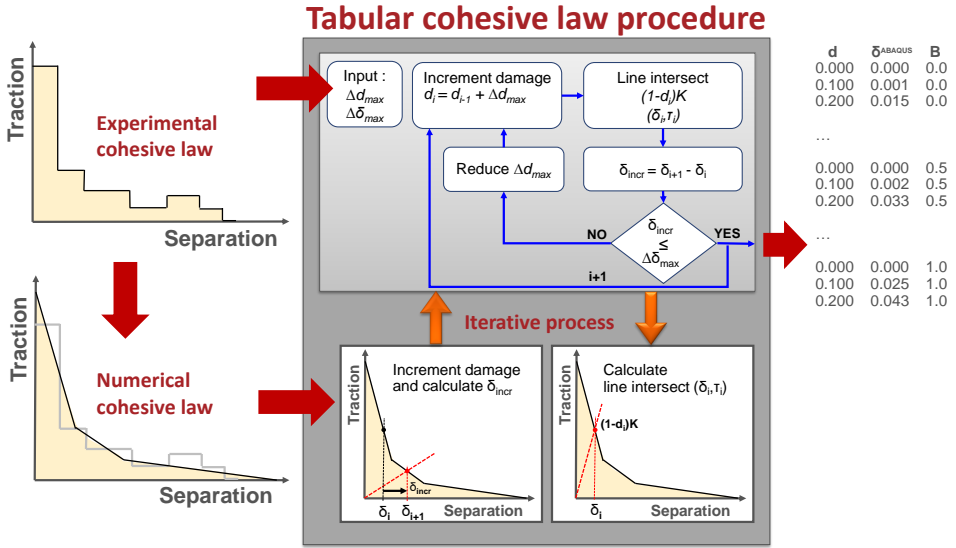 Tabular cohesive law procedure
Traction
Experimental
cohesive law
Separation
Input :
Δd_max
Δδ_max
Increment damage
d_i = d_{i-1} + Δd_max
Line intersect
(1-d_i)K
(δ_i,τ_i)
Reduce Δd_max
δ_incr = δ_{i+1} - δ_i
δ_incr
≤
Δδ_max
NO
YES
i+1
Iterative process
Traction
Numerical
cohesive law
Separation
Increment damage
and calculate δ_incr
Traction
δ_incr
δ_i
δ_{i+1}
Separation
Calculate
line intersect (δ_i,τ_i)
Traction
(1-d_i)K
δ_i
Separation
d δ^ABAQUS B
0.000 0.000 0.0
0.100 0.001 0.0
0.200 0.015 0.0
...
0.000 0.000 0.5
0.100 0.002 0.5
0.200 0.033 0.5
...
0.000 0.000 1.0
0.100 0.025 1.0
0.200 0.043 1.0